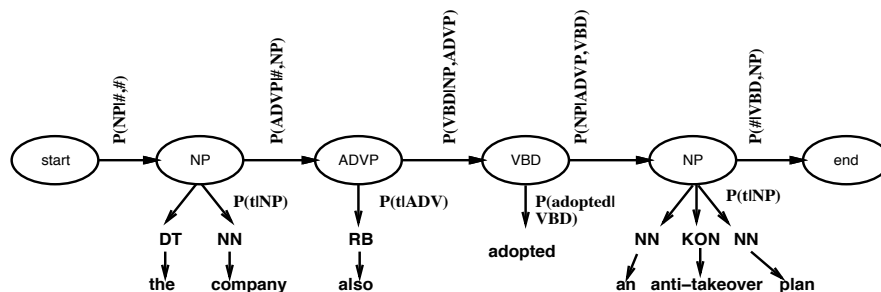 P(NP|#,#)
P(ADVP|#,NP)
P(VBD|NP,ADVP)
P(NP|ADVP,VBD)
P(#|VBD,NP)
start
NP
ADVP
VBD
NP
end
P(t|NP)
P(t|ADV)
P(adopted|
VBD)
P(t|NP)
DT
NN
RB
adopted
NN
KON
NN
the
company
also
an
anti-takeover
plan